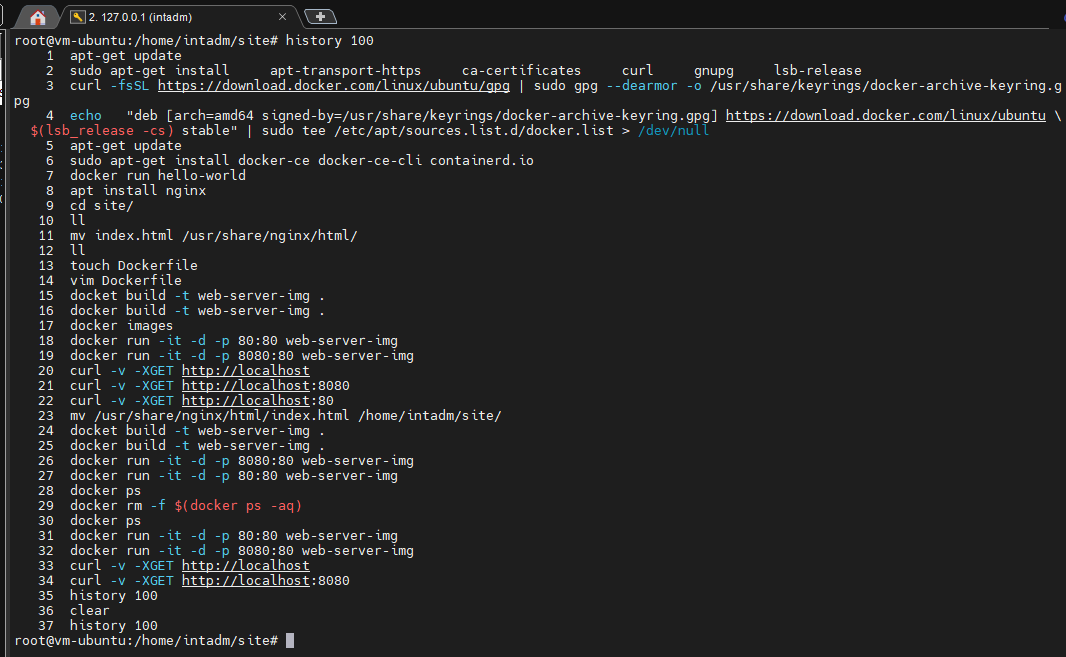 2. 127.0.0.1 (intadm)
root@vm-ubuntu:/home/intadm/site# history 100
    1  apt-get update
    2  sudo apt-get install     apt-transport-https     ca-certificates     curl     gnupg     lsb-release
    3  curl -fsSL https://download.docker.com/linux/ubuntu/gpg | sudo gpg --dearmor -o /usr/share/keyrings/docker-archive-keyring.g
pg
    4  echo   "deb [arch=amd64 signed-by=/usr/share/keyrings/docker-archive-keyring.gpg] https://download.docker.com/linux/ubuntu \
  $(lsb_release -cs) stable" | sudo tee /etc/apt/sources.list.d/docker.list > /dev/null
    5  apt-get update
    6  sudo apt-get install docker-ce docker-ce-cli containerd.io
    7  docker run hello-world
    8  apt install nginx
    9  cd site/
   10  ll
   11  mv index.html /usr/share/nginx/html/
   12  ll
   13  touch Dockerfile
   14  vim Dockerfile
   15  docket build -t web-server-img .
   16  docker build -t web-server-img .
   17  docker images
   18  docker run -it -d -p 80:80 web-server-img
   19  docker run -it -d -p 8080:80 web-server-img
   20  curl -v -XGET http://localhost
   21  curl -v -XGET http://localhost:8080
   22  curl -v -XGET http://localhost:80
   23  mv /usr/share/nginx/html/index.html /home/intadm/site/
   24  docket build -t web-server-img .
   25  docker build -t web-server-img .
   26  docker run -it -d -p 8080:80 web-server-img
   27  docker run -it -d -p 80:80 web-server-img
   28  docker ps
   29  docker rm -f $(docker ps -aq)
   30  docker ps
   31  docker run -it -d -p 80:80 web-server-img
   32  docker run -it -d -p 8080:80 web-server-img
   33  curl -v -XGET http://localhost
   34  curl -v -XGET http://localhost:8080
   35  history 100
   36  clear
   37  history 100
root@vm-ubuntu:/home/intadm/site#